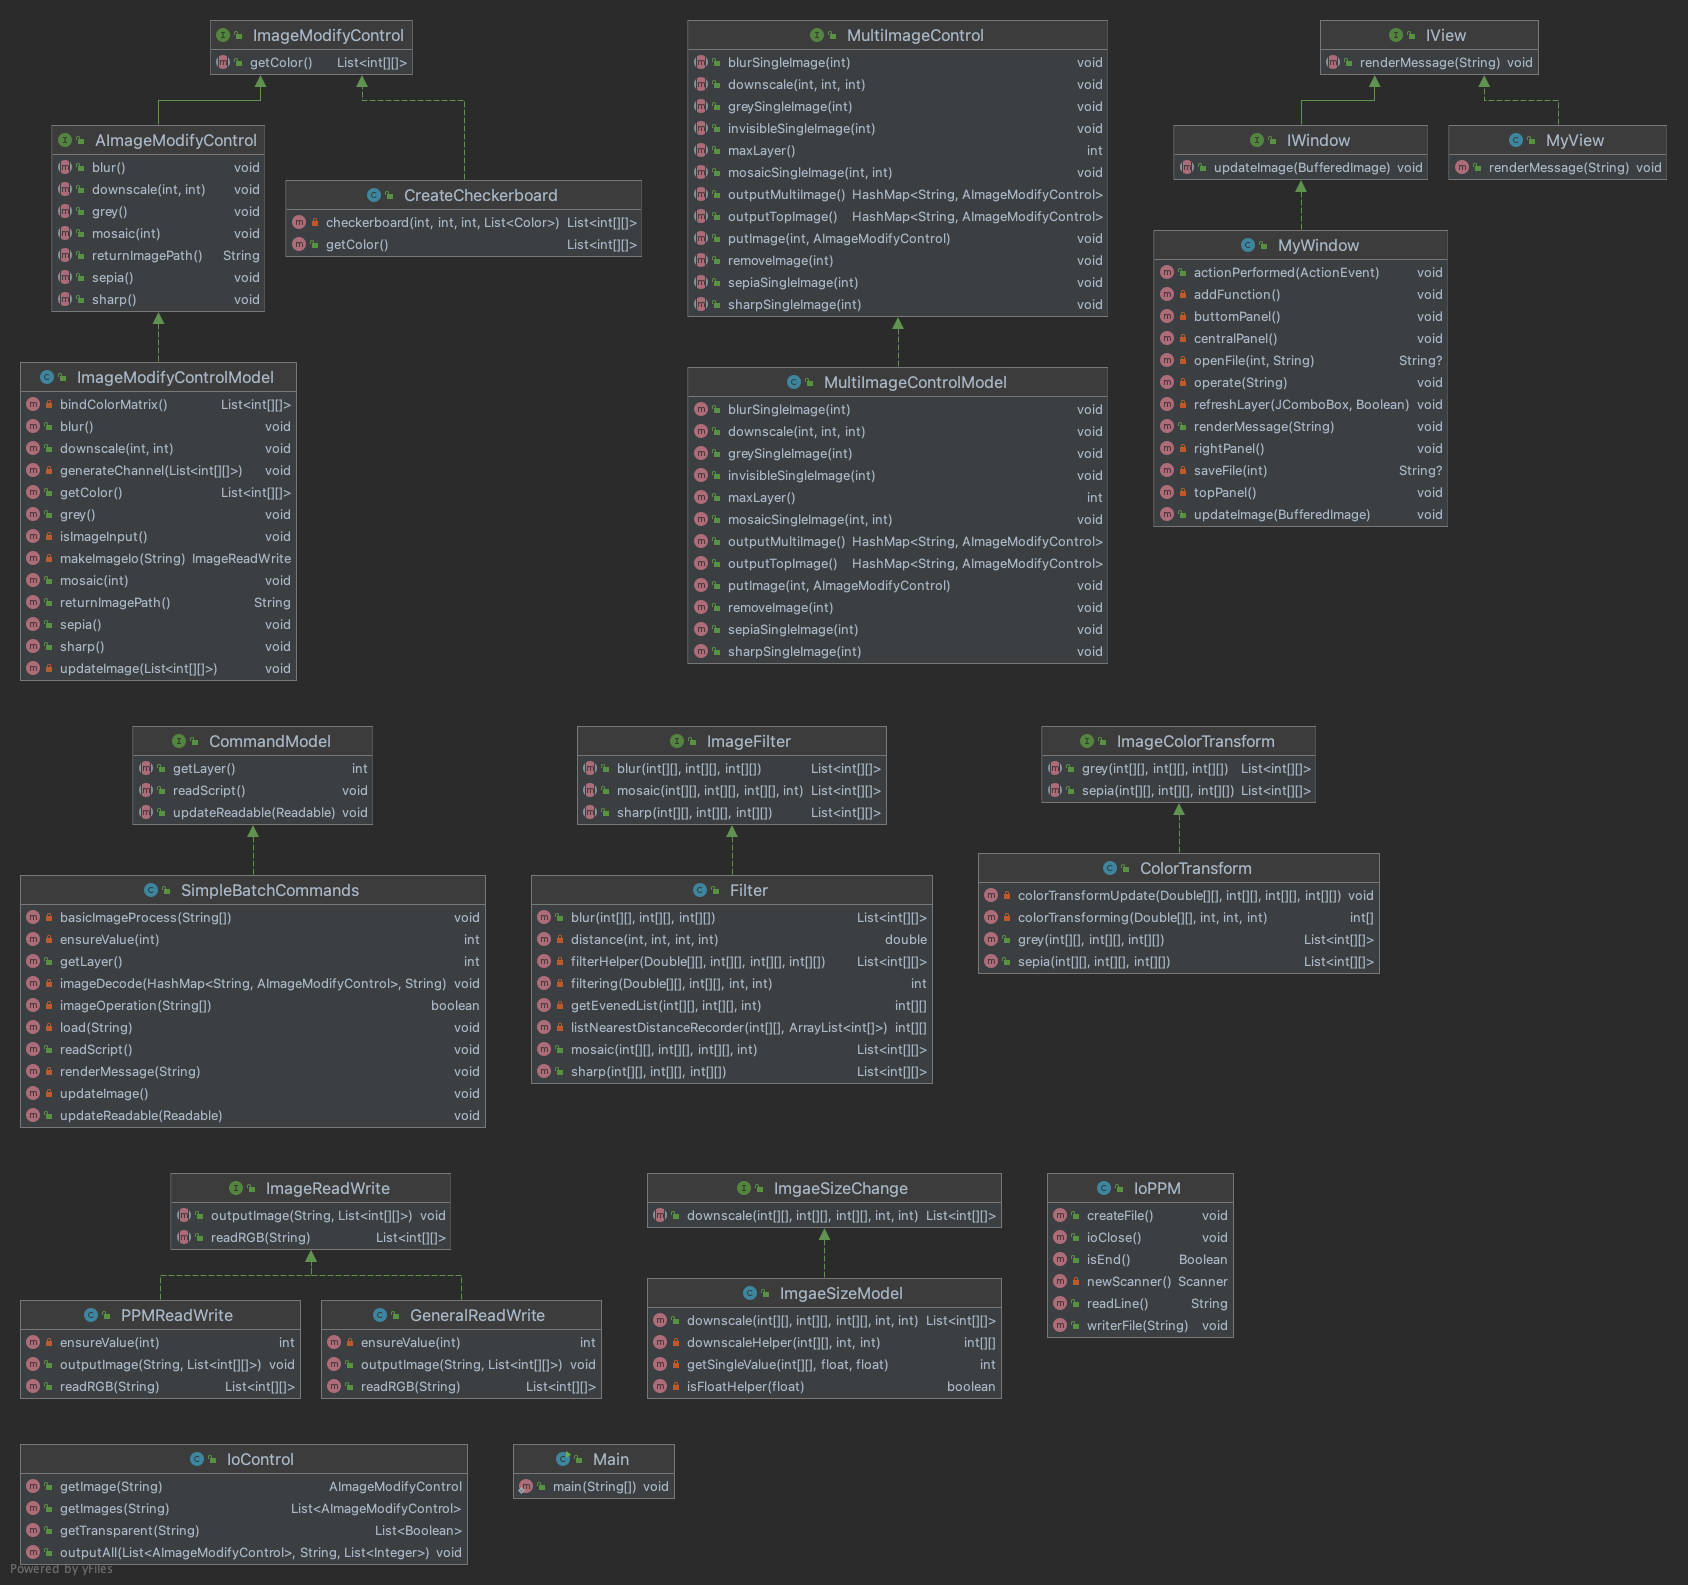 ImageModifyControl
getColor() List<int[][]>
AImageModifyControl
blur() void
downscale(int, int) void
grey() void
mosaic(int) void
returnImagePath() String
sepia() void
sharp() void
CreateCheckerboard
checkerboard(int, int, int, List<Color>) List<int[][]>
getColor() List<int[][]>
ImageModifyControlModel
bindColorMatrix() List<int[][]>
blur() void
downscale(int, int) void
generateChannel(List<int[][]>) void
getColor() List<int[][]>
grey() void
isImageInput() void
makeImageIo(String) ImageReadWrite
mosaic(int) void
returnImagePath() String
sepia() void
sharp() void
updateImage(List<int[][]>) void
MultiImageControl
blurSingleImage(int) void
downscale(int, int, int) void
greySingleImage(int) void
invisibleSingleImage(int) void
maxLayer() int
mosaicSingleImage(int, int) void
outputMultiImage() HashMap<String, AImageModifyControl>
outputTopImage() HashMap<String, AImageModifyControl>
putImage(int, AImageModifyControl) void
removeImage(int) void
sepiaSingleImage(int) void
sharpSingleImage(int) void
MultiImageControlModel
blurSingleImage(int) void
downscale(int, int, int) void
greySingleImage(int) void
invisibleSingleImage(int) void
maxLayer() int
mosaicSingleImage(int, int) void
outputMultiImage() HashMap<String, AImageModifyControl>
outputTopImage() HashMap<String, AImageModifyControl>
putImage(int, AImageModifyControl) void
removeImage(int) void
sepiaSingleImage(int) void
sharpSingleImage(int) void
IView
renderMessage(String) void
IWindow
updateImage(BufferedImage) void
MyView
renderMessage(String) void
MyWindow
actionPerformed(ActionEvent) void
addFunction() void
buttomPanel() void
centralPanel() void
openFile(int, String) String?
operate(String) void
refreshLayer(JComboBox, Boolean) void
renderMessage(String) void
rightPanel() void
saveFile(int) String?
topPanel() void
updateImage(BufferedImage) void
CommandModel
getLayer() int
readScript() void
updateReadable(Readable) void
SimpleBatchCommands
basicImageProcess(String[]) void
ensureValue(int) int
getLayer() int
imageDecode(HashMap<String, AImageModifyControl>, String) void
imageOperation(String[]) boolean
load(String) void
readScript() void
renderMessage(String) void
updateImage() void
updateReadable(Readable) void
ImageFilter
blur(int[][], int[][], int[][]) List<int[][]>
mosaic(int[][], int[][], int[][], int) List<int[][]>
sharp(int[][], int[][], int[][]) List<int[][]>
Filter
blur(int[][], int[][], int[][]) List<int[][]>
distance(int, int, int, int) double
filterHelper(Double[][], int[][], int[][], int[][]) List<int[][]>
filtering(Double[][], int[][], int, int) int
getEvenedList(int[][], int[][], int) int[][]
listNearestDistanceRecorder(int[][], ArrayList<int[]>) int[][]
mosaic(int[][], int[][], int[][], int) List<int[][]>
sharp(int[][], int[][], int[][]) List<int[][]>
ImageColorTransform
grey(int[][], int[][], int[][]) List<int[][]>
sepia(int[][], int[][], int[][]) List<int[][]>
ColorTransform
colorTransformUpdate(Double[][], int[][], int[][], int[][]) void
colorTransforming(Double[][], int, int, int) int[]
grey(int[][], int[][], int[][]) List<int[][]>
sepia(int[][], int[][], int[][]) List<int[][]>
ImageReadWrite
outputImage(String, List<int[][]>) void
readRGB(String) List<int[][]>
PPMReadWrite
ensureValue(int) int
outputImage(String, List<int[][]>) void
readRGB(String) List<int[][]>
GeneralReadWrite
ensureValue(int) int
outputImage(String, List<int[][]>) void
readRGB(String) List<int[][]>
ImgaeSizeChange
downscale(int[][], int[][], int[][], int, int) List<int[][]>
ImgaeSizeModel
downscale(int[][], int[][], int[][], int, int) List<int[][]>
downscaleHelper(int[][], int, int) int[][]
getSingleValue(int[][], float, float) int
isFloatHelper(float) boolean
IoPPM
createFile() void
ioClose() void
isEnd() Boolean
newScanner() Scanner
readLine() String
writerFile(String) void
IoControl
getImage(String) AImageModifyControl
getImages(String) List<AImageModifyControl>
getTransparent(String) List<Boolean>
outputAll(List<AImageModifyControl>, String, List<Integer>) void
Main
main(String[]) void
Powered by yFiles